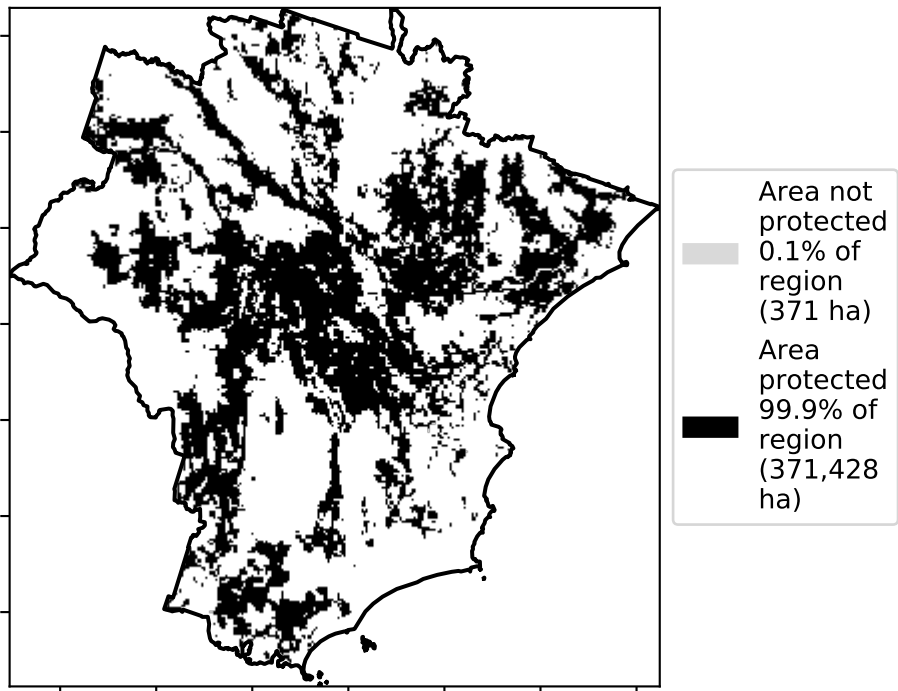 Area not
protected
0.1% of
region
(371 ha)
Area
protected
99.9% of
region
(371,428
ha)